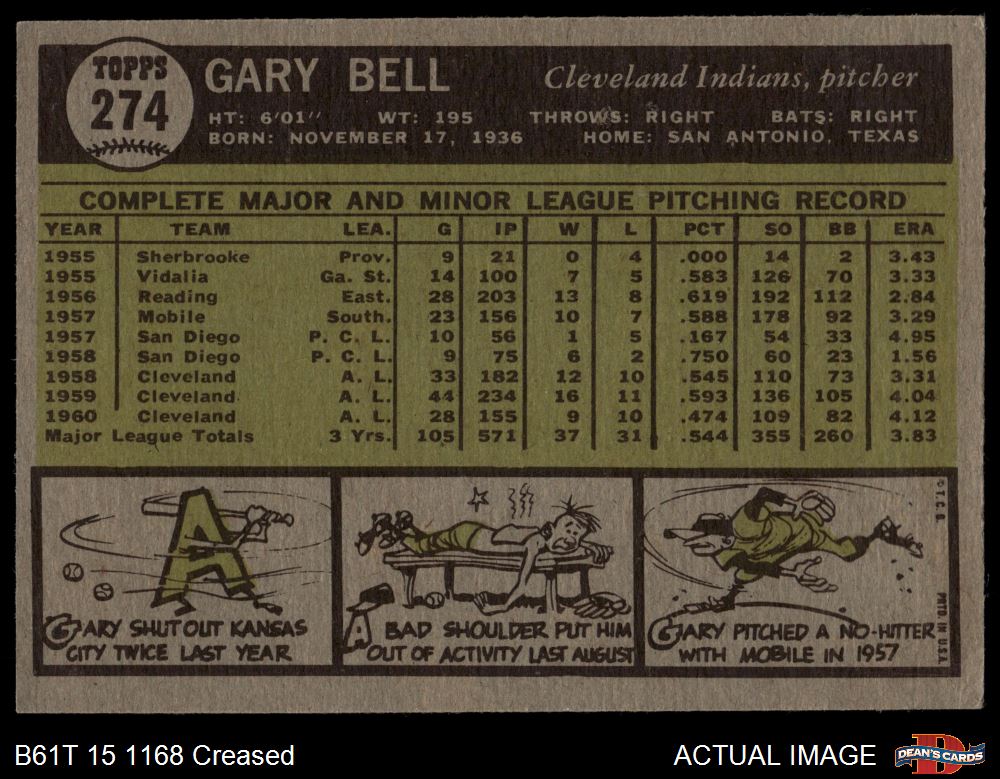 TOPPS
274
GARY BELL
Cleveland Indians, pitcher
HT: 6'01" WT: 195 THROWS: RIGHT BATS: RIGHT
BORN: NOVEMBER 17, 1936 HOME: SAN ANTONIO, TEXAS
COMPLETE MAJOR AND MINOR LEAGUE PITCHING RECORD
YEAR TEAM LEA. G IP W L PCT SO BB ERA
1955 Sherbrooke Prov. 9 21 0 4 .000 14 2 3.43
1955 Vidalia Ga. St. 14 100 7 5 .583 126 70 3.33
1956 Reading East. 28 203 13 8 .619 192 112 2.84
1957 Mobile South. 23 156 10 7 .588 178 92 3.29
1957 San Diego P. C. L. 10 56 1 5 .167 54 33 4.95
1958 San Diego P. C. L. 9 75 6 2 .750 60 23 1.56
1958 Cleveland A. L. 33 182 12 10 .545 110 73 3.31
1959 Cleveland A. L. 44 234 16 11 .593 136 105 4.04
1960 Cleveland A. L. 28 155 9 10 .474 109 82 4.12
Major League Totals 3 Yrs. 105 571 37 31 .544 355 260 3.83
A
GARY SHUTOUT KANSAS
CITY TWICE LAST YEAR
A BAD SHOULDER PUT HIM
OUT OF ACTIVITY LAST AUGUST
GARY PITCHED A NO-HITTER
WITH MOBILE IN 1957
© T. C. G.
PRTD. IN U.S.A.
B61T 15 1168 Creased
ACTUAL IMAGE
DEAN'S CARDS